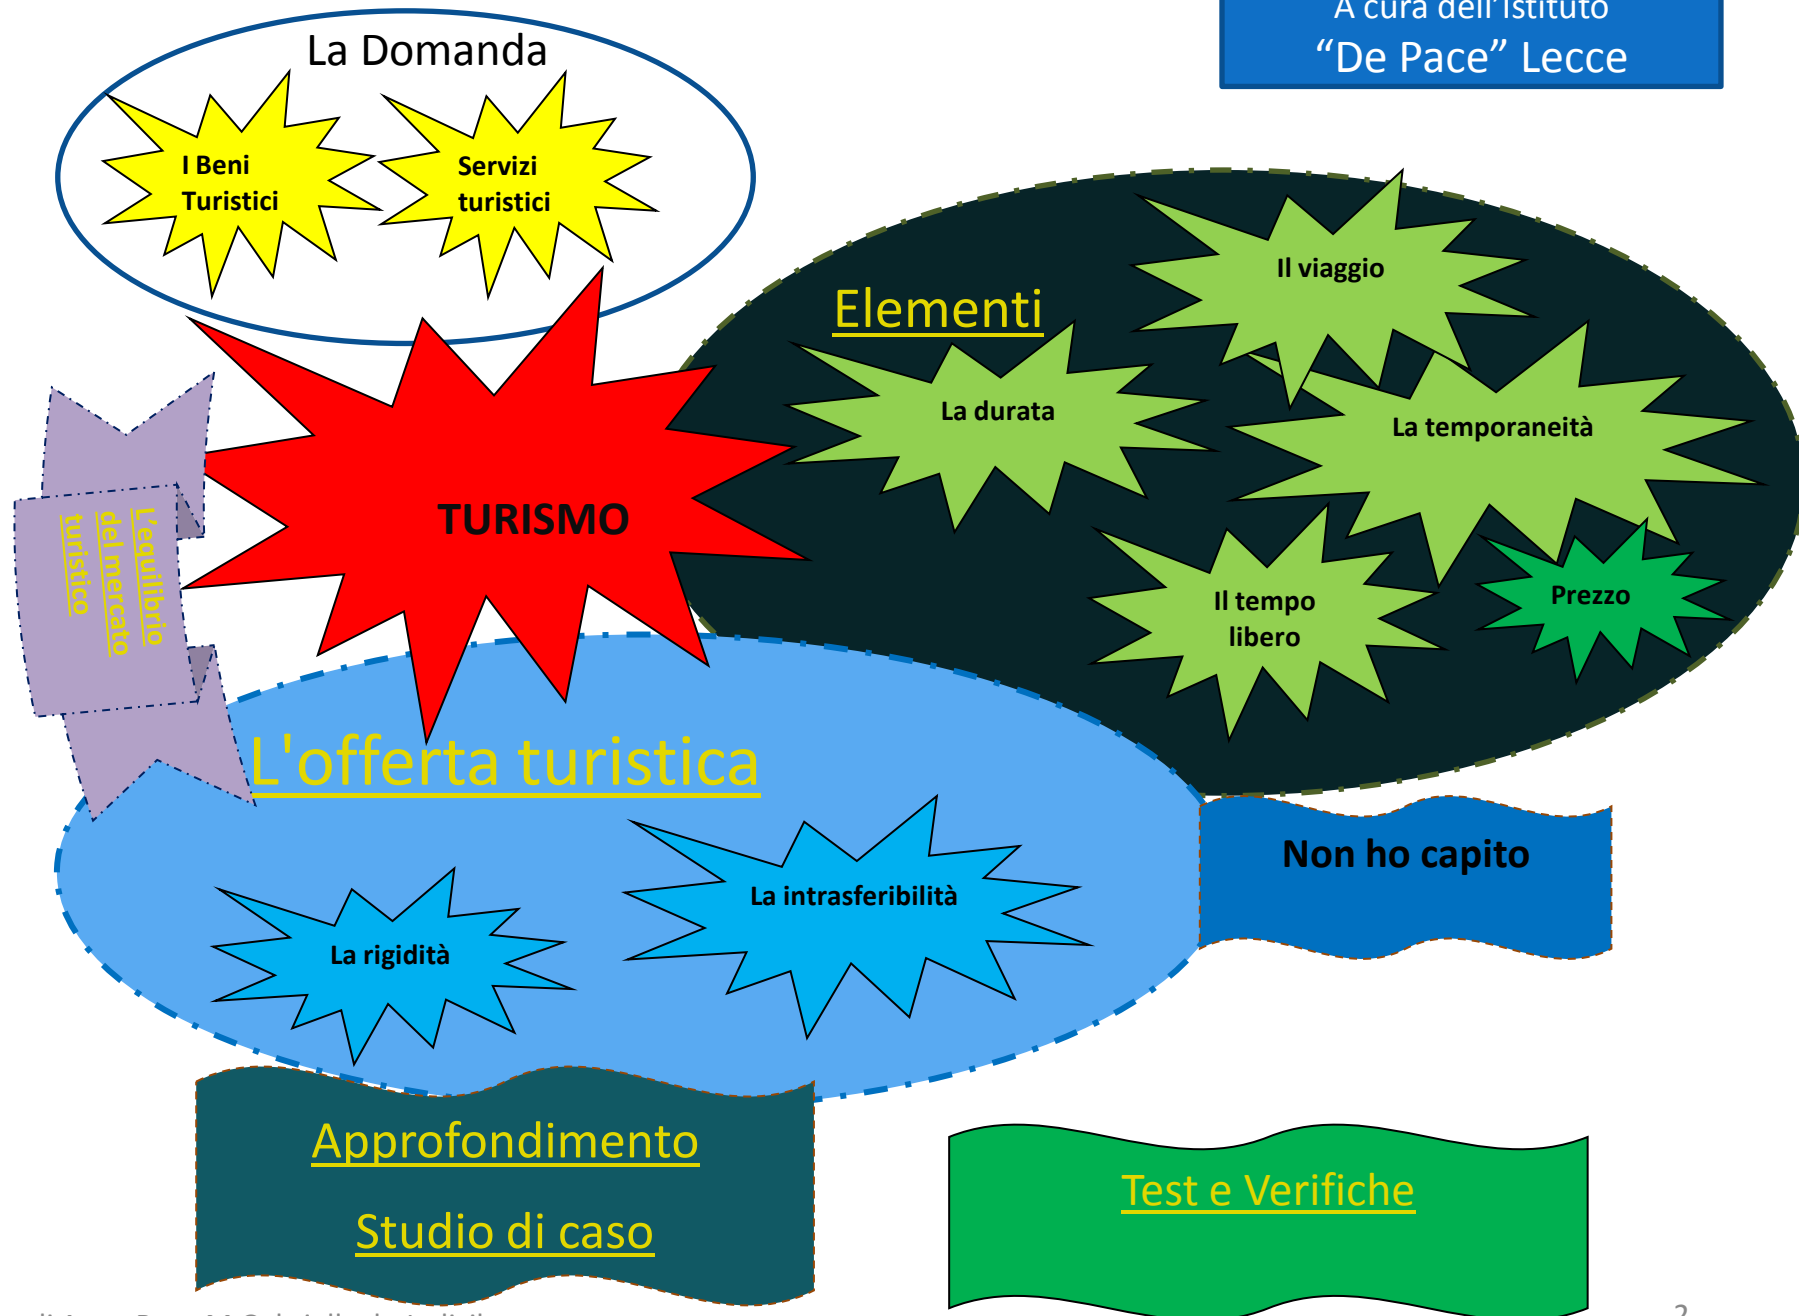 A cura dell'Istituto
“De Pace” Lecce
La Domanda
I Beni
Turistici
Servizi
turistici
Elementi
Il viaggio
La durata
La temporaneità
Il tempo
libero
Prezzo
TURISMO
L'equilibrio
del mercato
turistico
L'offerta turistica
La intrasferibilità
La rigidità
Non ho capito
Approfondimento
Studio di caso
Test e Verifiche
2